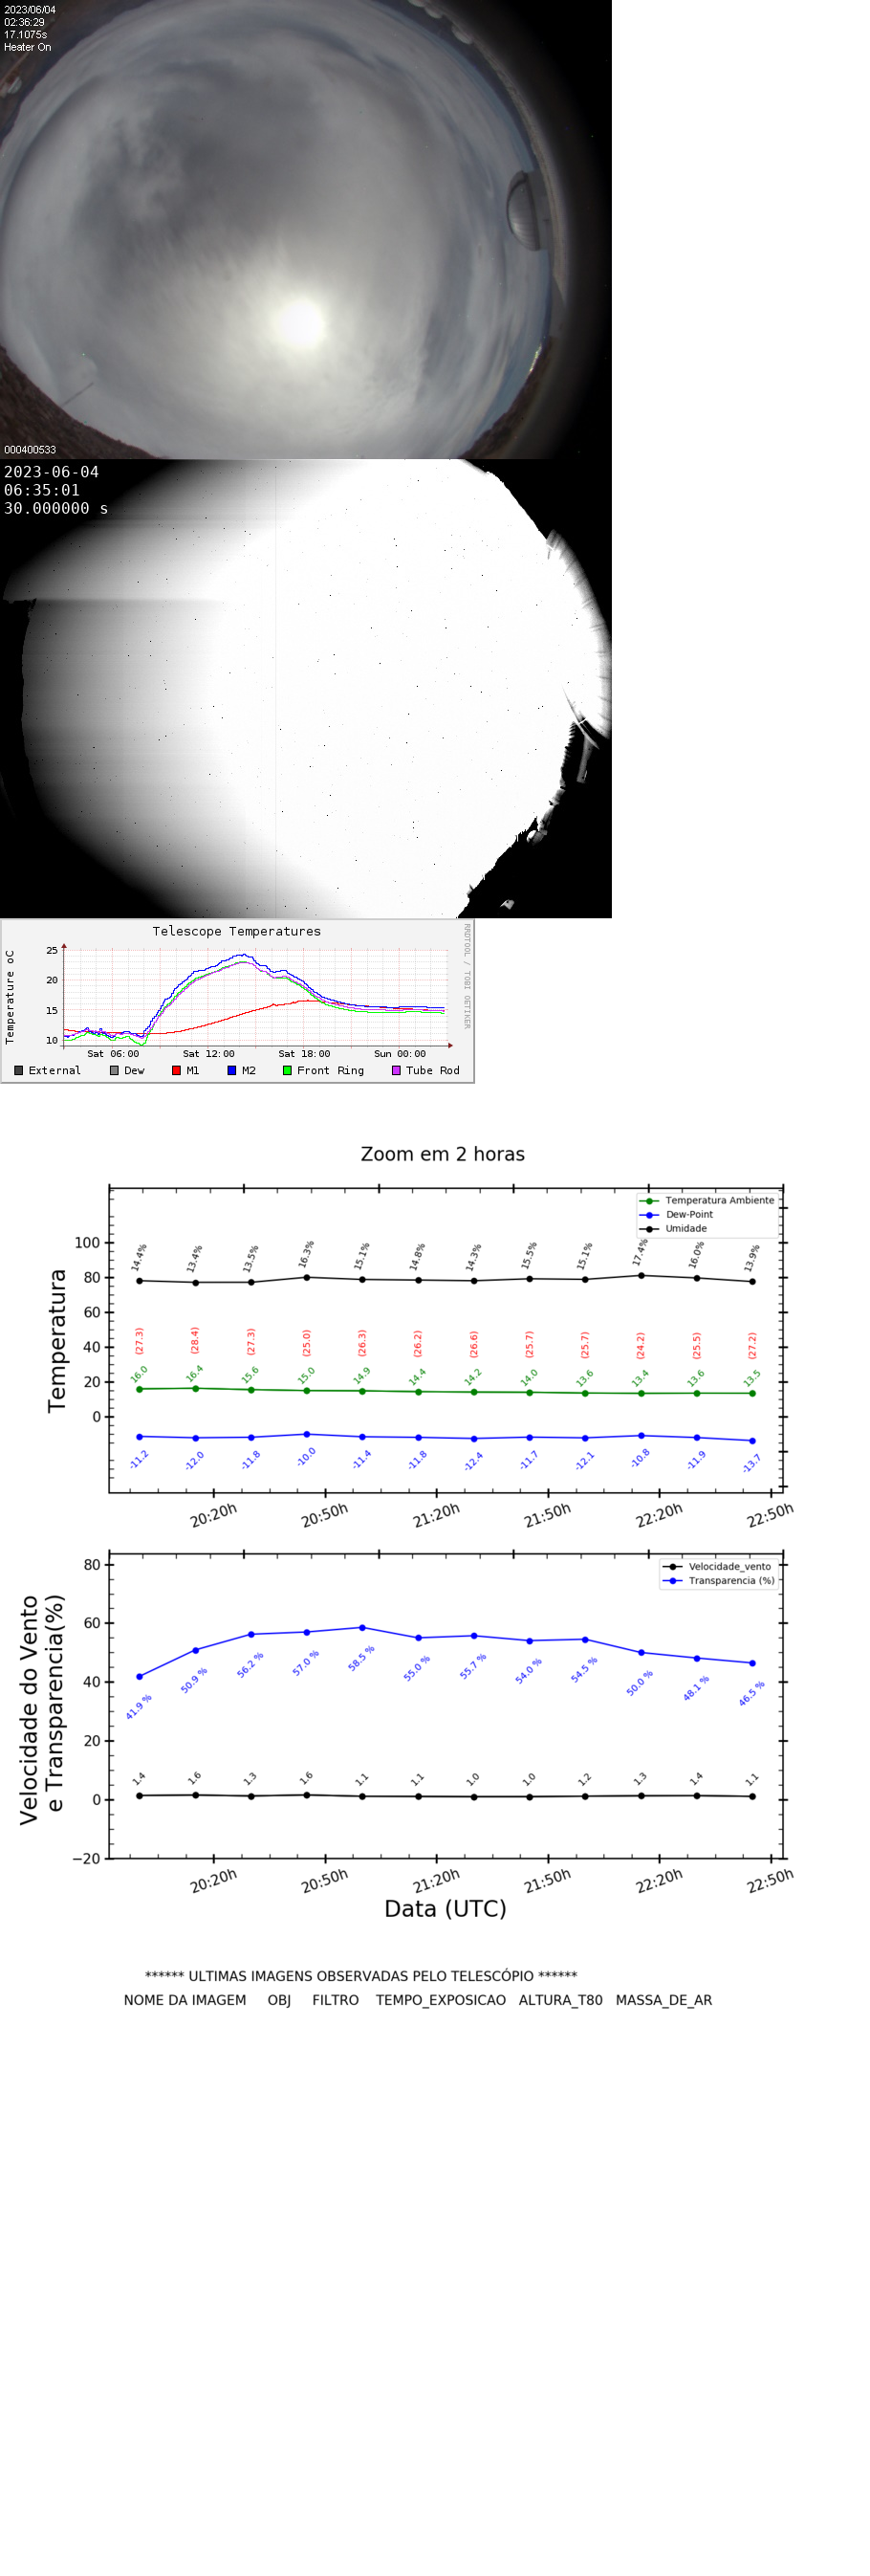 2023/06/04
02:36:29
17.1075s
Heater On
000400533
2023-06-04
06:35:01
30.000000 s
Telescope Temperatures
RRDTOOL / TOBI OETIKER
Temperature oC
25
20
15
10
Sat 06:00 Sat 12:00 Sat 18:00 Sun 00:00
External Dew M1 M2 Front Ring Tube Rod
Zoom em 2 horas
Temperatura Ambiente
Dew-Point
Umidade
Temperatura
100
80
60
40
20
0
14.4% 13.4% 13.5% 16.3% 15.1% 14.8% 14.3% 15.5% 15.1% 17.4% 16.0% 13.9%
(27.3) (28.4) (27.3) (25.0) (26.3) (26.2) (26.6) (25.7) (25.7) (24.2) (25.5) (27.2)
16.0 16.4 15.6 15.0 14.9 14.4 14.2 14.0 13.6 13.4 13.6 13.5
-11.2 -12.0 -11.8 -10.0 -11.4 -11.8 -12.4 -11.7 -12.1 -10.8 -11.9 -13.7
20:20h 20:50h 21:20h 21:50h 22:20h 22:50h
Velocidade_vento
Transparencia (%)
Velocidade do Vento
e Transparencia(%)
80
60
40
20
0
−20
41.9 % 50.9 % 56.2 % 57.0 % 58.5 % 55.0 % 55.7 % 54.0 % 54.5 % 50.0 % 48.1 % 46.5 %
1.4 1.6 1.3 1.6 1.1 1.1 1.0 1.0 1.2 1.3 1.4 1.1
20:20h 20:50h 21:20h 21:50h 22:20h 22:50h
Data (UTC)
****** ULTIMAS IMAGENS OBSERVADAS PELO TELESCÓPIO ******
NOME DA IMAGEM OBJ FILTRO TEMPO_EXPOSICAO ALTURA_T80 MASSA_DE_AR